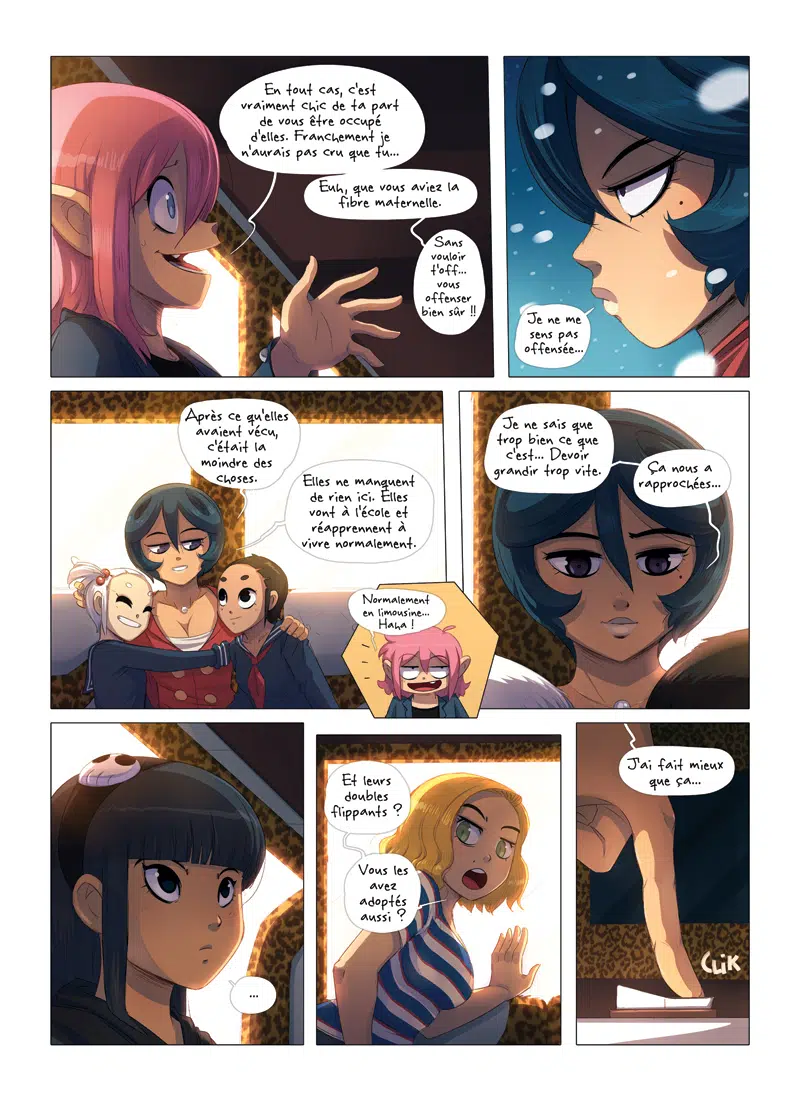 En tout cas, c'est
vraiment chic de ta part
de vous être occupé
d'elles. Franchement je
n'aurais pas cru que tu...
Euh, que vous aviez la
fibre maternelle.
Sans
vouloir
t'off...
vous
offenser
bien sûr !!
Je ne me
sens pas
offensée...
Après ce qu'elles
avaient vécu,
c'était la
moindre des
choses.
Elles ne manquent
de rien ici. Elles
vont à l'école et
réapprennent à
vivre normalement.
Normalement
en limousine...
Haha !
Je ne sais que
trop bien ce que
c'est... Devoir
grandir trop vite.
Ça nous a
rapprochées...
...
Et leurs
doubles
flippants ?
Vous les
avez
adoptés
aussi ?
J'ai fait mieux
que ça...
CLIK